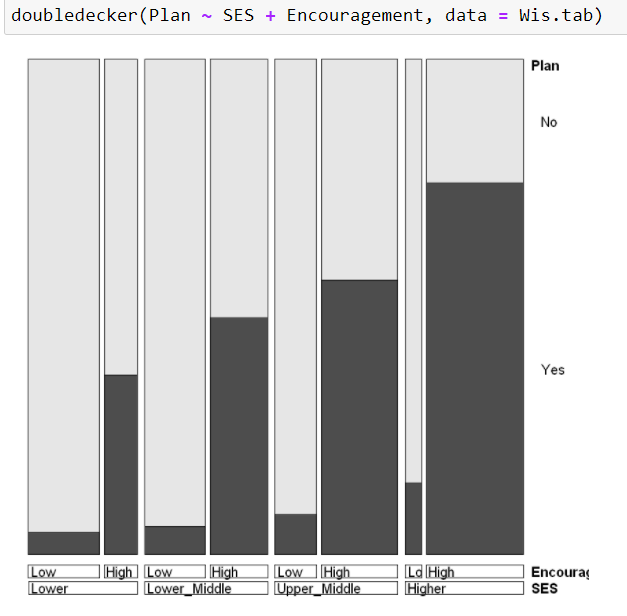 doubledecker(Plan ~ SES + Encouragement, data = Wis.tab)
Plan
No
Yes
Low High Low High Low High Lo High Encourag
Lower Lower_Middle Upper_Middle Higher SES